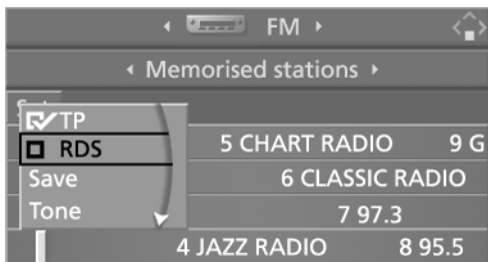 FM
Memorised stations
TP
RDS
5 CHART RADIO 9 G
Save
6 CLASSIC RADIO
Tone
7 97.3
4 JAZZ RADIO 8 95.5